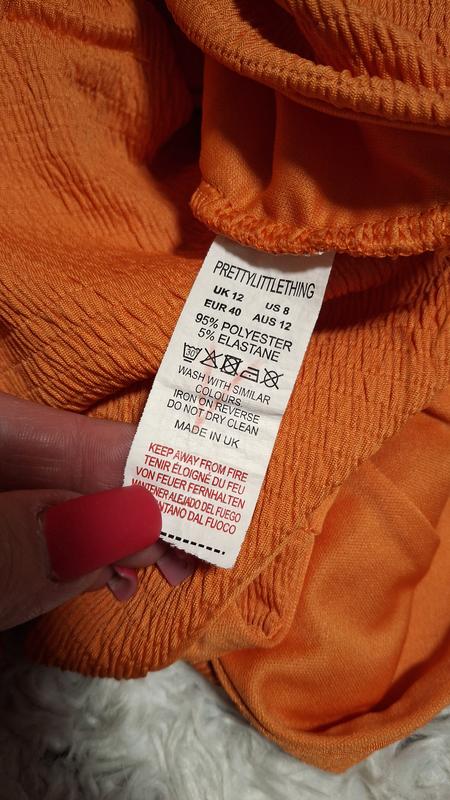 PRETTYLITTLETHING
UK 12 US 8
EUR 40 AUS 12
95% POLYESTER
5% ELASTANE
30
WASH WITH SIMILAR
COLOURS
IRON ON REVERSE
DO NOT DRY CLEAN
MADE IN UK
KEEP AWAY FROM FIRE
TENIR ÉLOIGNÉ DU FEU
VON FEUER FERNHALTEN
MANTENER ALEJADO DEL FUEGO
DAL FUOCO